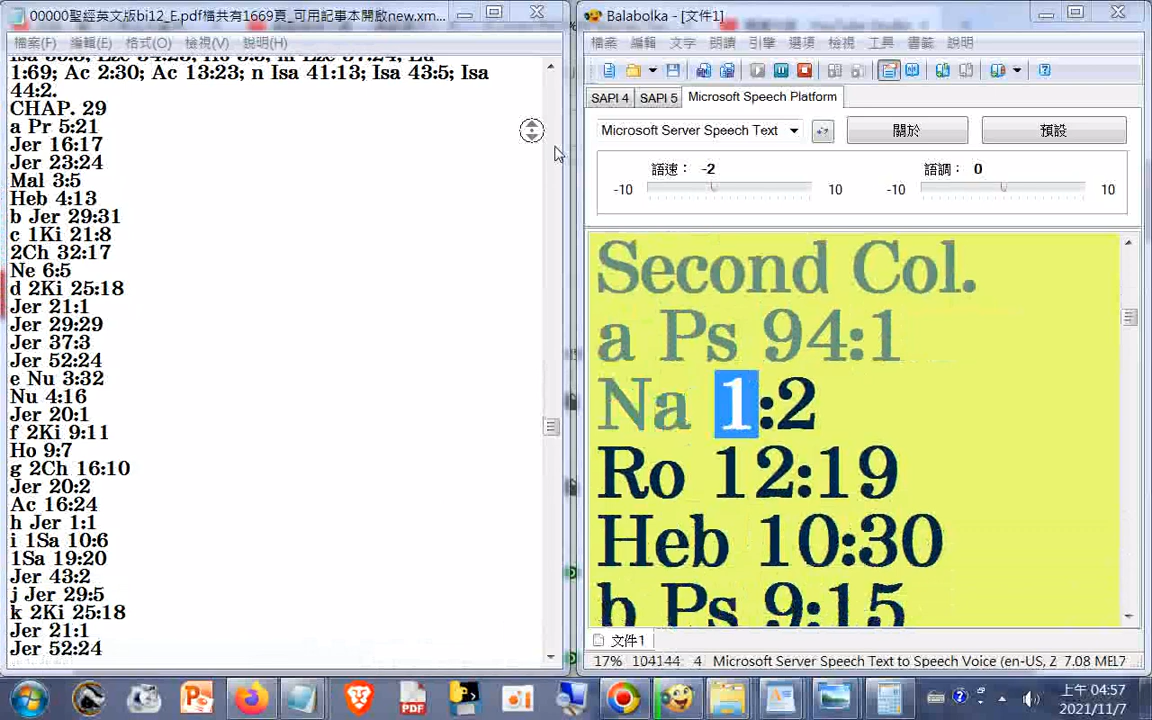 00000聖經英文版bi12_E.pdf檔共有1669頁_可用記事本開啟new.xm...
檔案(F) 編輯(E) 格式(O) 檢視(V) 說明(H)
1:69; Ac 2:30; Ac 13:23; n Isa 41:13; Isa 43:5; Isa
44:2.
CHAP. 29
a Pr 5:21
Jer 16:17
Jer 23:24
Mal 3:5
Heb 4:13
b Jer 29:31
c 1Ki 21:8
2Ch 32:17
Ne 6:5
d 2Ki 25:18
Jer 21:1
Jer 29:29
Jer 37:3
Jer 52:24
e Nu 3:32
Nu 4:16
Jer 20:1
f 2Ki 9:11
Ho 9:7
g 2Ch 16:10
Jer 20:2
Ac 16:24
h Jer 1:1
i 1Sa 10:6
1Sa 19:20
Jer 43:2
j Jer 29:5
k 2Ki 25:18
Jer 21:1
Jer 52:24
Balabolka - [文件1]
檔案 編輯 文字 朗讀 引擎 選項 檢視 工具 書籤 說明
SAPI 4 SAPI 5 Microsoft Speech Platform
Microsoft Server Speech Text 關於 預設
語速： -2 語調： 0
-10 10 -10 10
Second Col.
a Ps 94:1
Na 1:2
Ro 12:19
Heb 10:30
b Ps 9:15
文件1
17% 104144 4 Microsoft Server Speech Text to Speech Voice (en-US, Z 7.08 MEL7
PDF
上午 04:57
2021/11/7